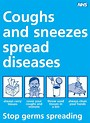 NHS
Coughs
and sneezes
spread
diseases
Stop germs spreading